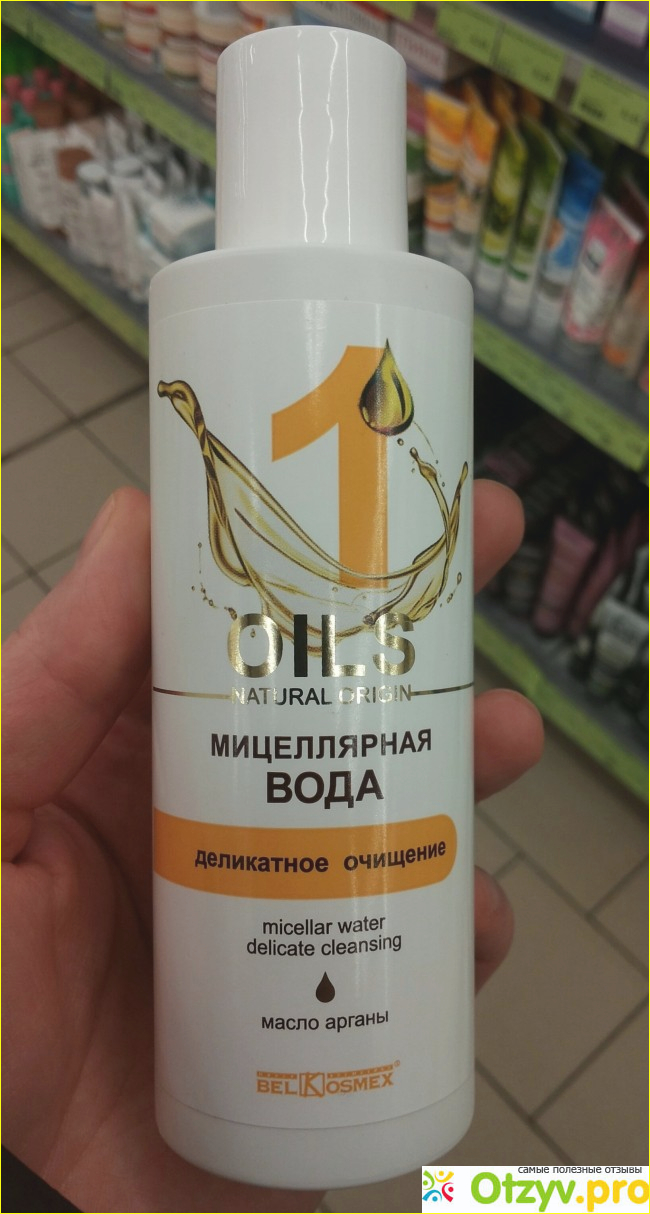 1
OILS
NATURAL ORIGIN
МИЦЕЛЛЯРНАЯ
ВОДА
деликатное очищение
micellar water
delicate cleansing
масло арганы
BELKOSMEX®
самые полезные отзывы
Otzyv.pro